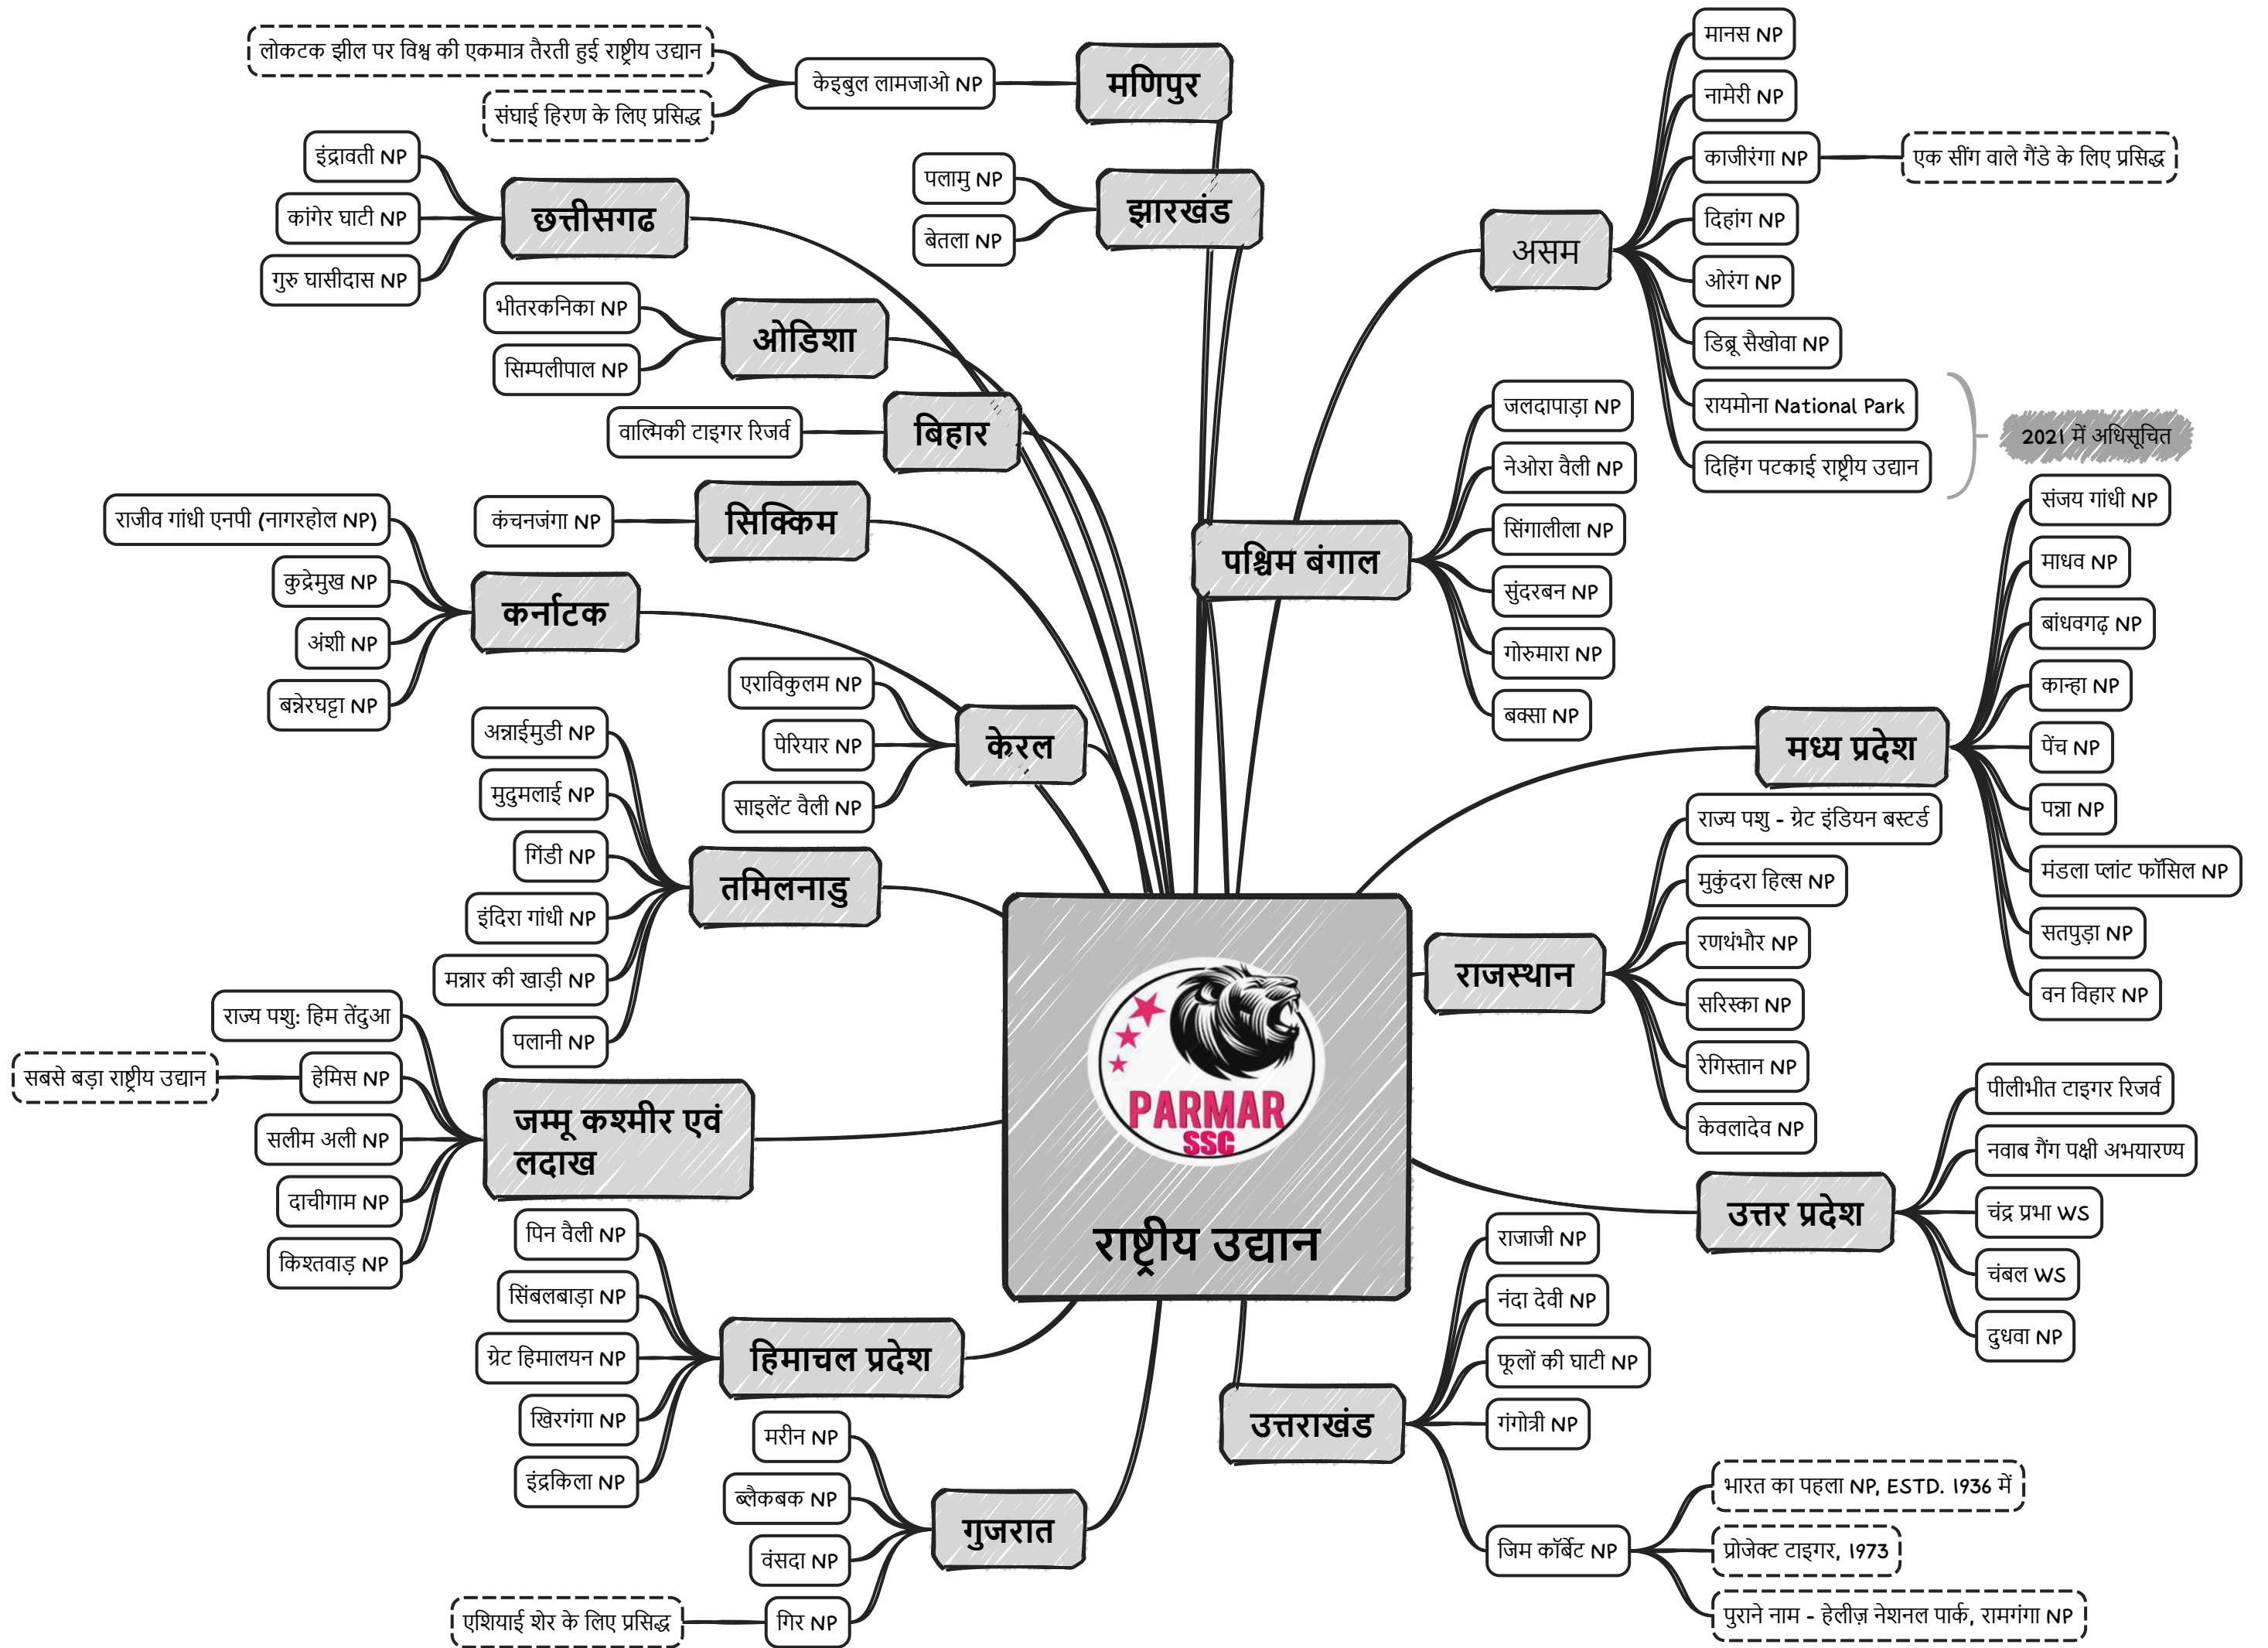 PARMAR
SSC
राष्ट्रीय उद्यान
मणिपुर
केइबुल लामजाओ NP
लोकटक झील पर विश्व की एकमात्र तैरती हुई राष्ट्रीय उद्यान
संघाई हिरण के लिए प्रसिद्ध
झारखंड
पलामु NP
बेतला NP
छत्तीसगढ
इंद्रावती NP
कांगेर घाटी NP
गुरु घासीदास NP
ओडिशा
भीतरकनिका NP
सिम्पलीपाल NP
बिहार
वाल्मिकी टाइगर रिजर्व
सिक्किम
कंचनजंगा NP
कर्नाटक
राजीव गांधी एनपी (नागरहोल NP)
कुद्रेमुख NP
अंशी NP
बन्नेरघट्टा NP
केरल
एराविकुलम NP
पेरियार NP
साइलेंट वैली NP
तमिलनाडु
अन्नाईमुडी NP
मुदुमलाई NP
गिंडी NP
इंदिरा गांधी NP
मन्नार की खाड़ी NP
पलानी NP
जम्मू कश्मीर एवं
लदाख
राज्य पशु: हिम तेंदुआ
हेमिस NP
सबसे बड़ा राष्ट्रीय उद्यान
सलीम अली NP
दाचीगाम NP
किश्तवाड़ NP
हिमाचल प्रदेश
पिन वैली NP
सिंबलबाड़ा NP
ग्रेट हिमालयन NP
खिरगंगा NP
इंद्रकिला NP
गुजरात
मरीन NP
ब्लैकबक NP
वंसदा NP
गिर NP
एशियाई शेर के लिए प्रसिद्ध
असम
मानस NP
नामेरी NP
काजीरंगा NP
एक सींग वाले गैंडे के लिए प्रसिद्ध
दिहांग NP
ओरंग NP
डिब्रू सैखोवा NP
रायमोना National Park
दिहिंग पटकाई राष्ट्रीय उद्यान
2021 में अधिसूचित
पश्चिम बंगाल
जलदापाड़ा NP
नेओरा वैली NP
सिंगालीला NP
सुंदरबन NP
गोरुमारा NP
बक्सा NP
मध्य प्रदेश
संजय गांधी NP
माधव NP
बांधवगढ़ NP
कान्हा NP
पेंच NP
पन्ना NP
मंडला प्लांट फॉसिल NP
सतपुड़ा NP
वन विहार NP
राजस्थान
राज्य पशु - ग्रेट इंडियन बस्टर्ड
मुकुंदरा हिल्स NP
रणथंभौर NP
सरिस्का NP
रेगिस्तान NP
केवलादेव NP
उत्तर प्रदेश
पीलीभीत टाइगर रिजर्व
नवाब गैंग पक्षी अभयारण्य
चंद्र प्रभा WS
चंबल WS
दुधवा NP
उत्तराखंड
राजाजी NP
नंदा देवी NP
फूलों की घाटी NP
गंगोत्री NP
जिम कॉर्बेट NP
भारत का पहला NP, ESTD. 1936 में
प्रोजेक्ट टाइगर, 1973
पुराने नाम - हेलीज़ नेशनल पार्क, रामगंगा NP